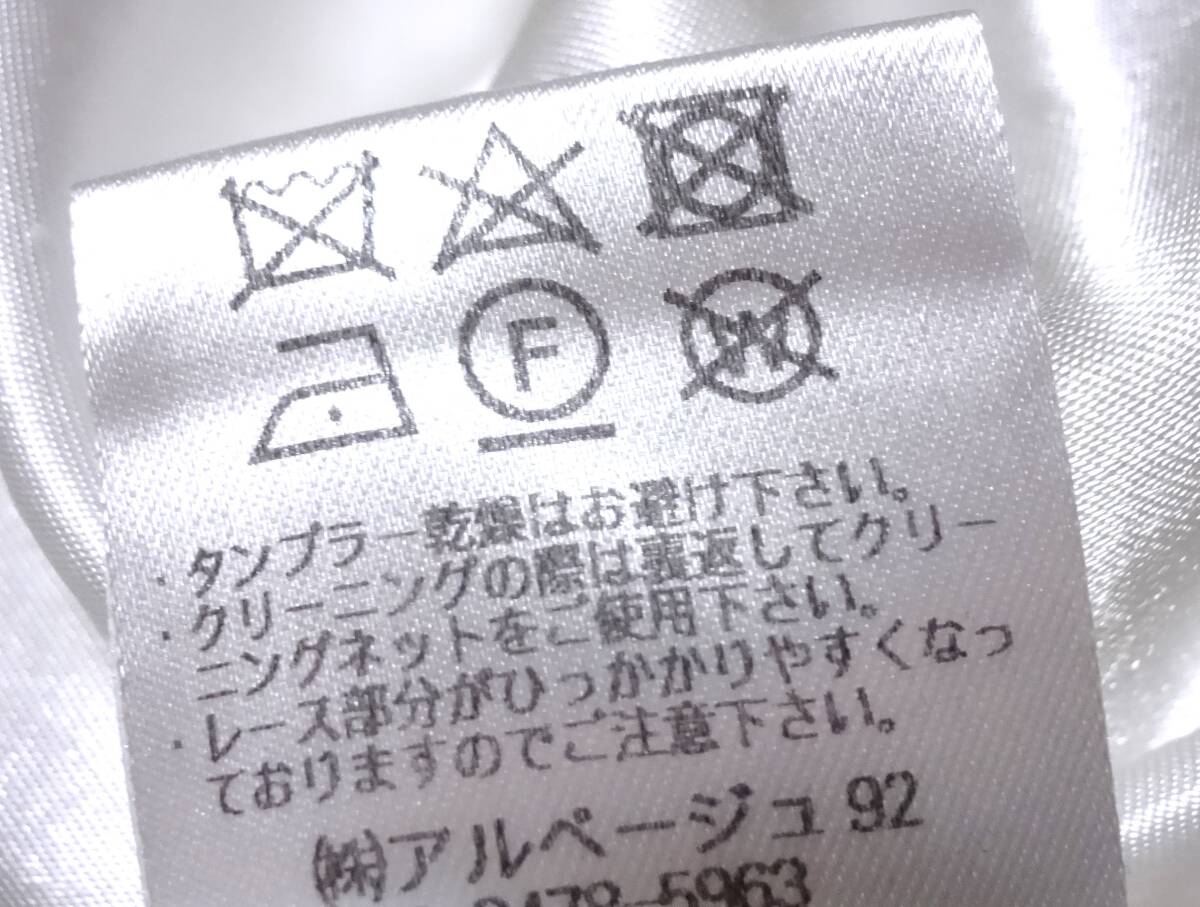 F
W
・タンブラー乾燥はお避け下さい。
・クリーニングの際は裏返してクリー
ニングネットをご使用下さい。
・レース部分がひっかかりやすくなっ
ておりますのでご注意下さい。
㈱アルページュ 92
3478-5963